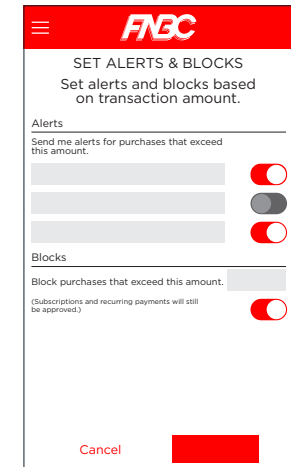 FNBC
SET ALERTS & BLOCKS
Set alerts and blocks based
on transaction amount.
Alerts
Send me alerts for purchases that exceed
this amount.
Blocks
Block purchases that exceed this amount.
(Subscriptions and recurring payments will still
be approved.)
Cancel